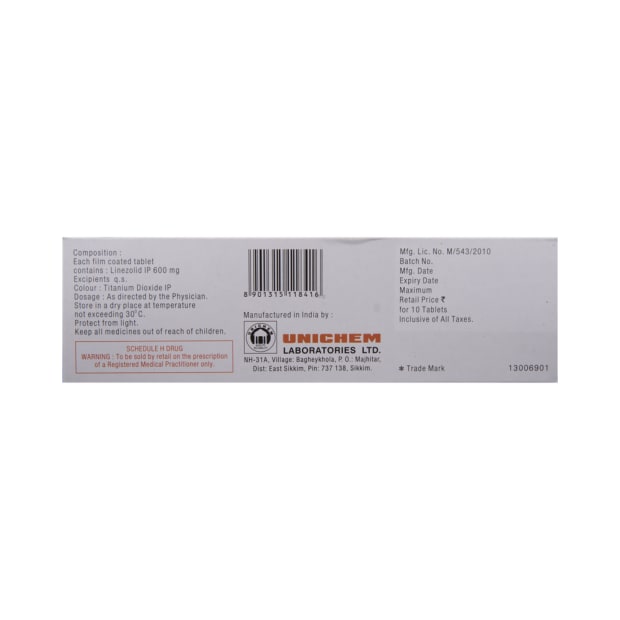 Composition :
Each film coated tablet
contains : Linezolid IP 600 mg
Excipients q.s.
Colour : Titanium Dioxide IP
Dosage : As directed by the Physician.
Store in a dry place at temperature
not exceeding 30°C.
Protect from light.
Keep all medicines out of reach of children.
SCHEDULE H DRUG
WARNING : To be sold by retail on the prescription
of a Registered Medical Practitioner only.
8 901315 118416
Manufactured in India by :
UNICHEM
UNICHEM
LABORATORIES LTD.
NH-31A, Village: Bagheykhola, P. O.: Majhitar,
Dist: East Sikkim, Pin: 737 138, Sikkim.
Mfg. Lic. No. M/543/2010
Batch No.
Mfg. Date
Expiry Date
Maximum
Retail Price ₹
for 10 Tablets
Inclusive of All Taxes.
* Trade Mark
13006901